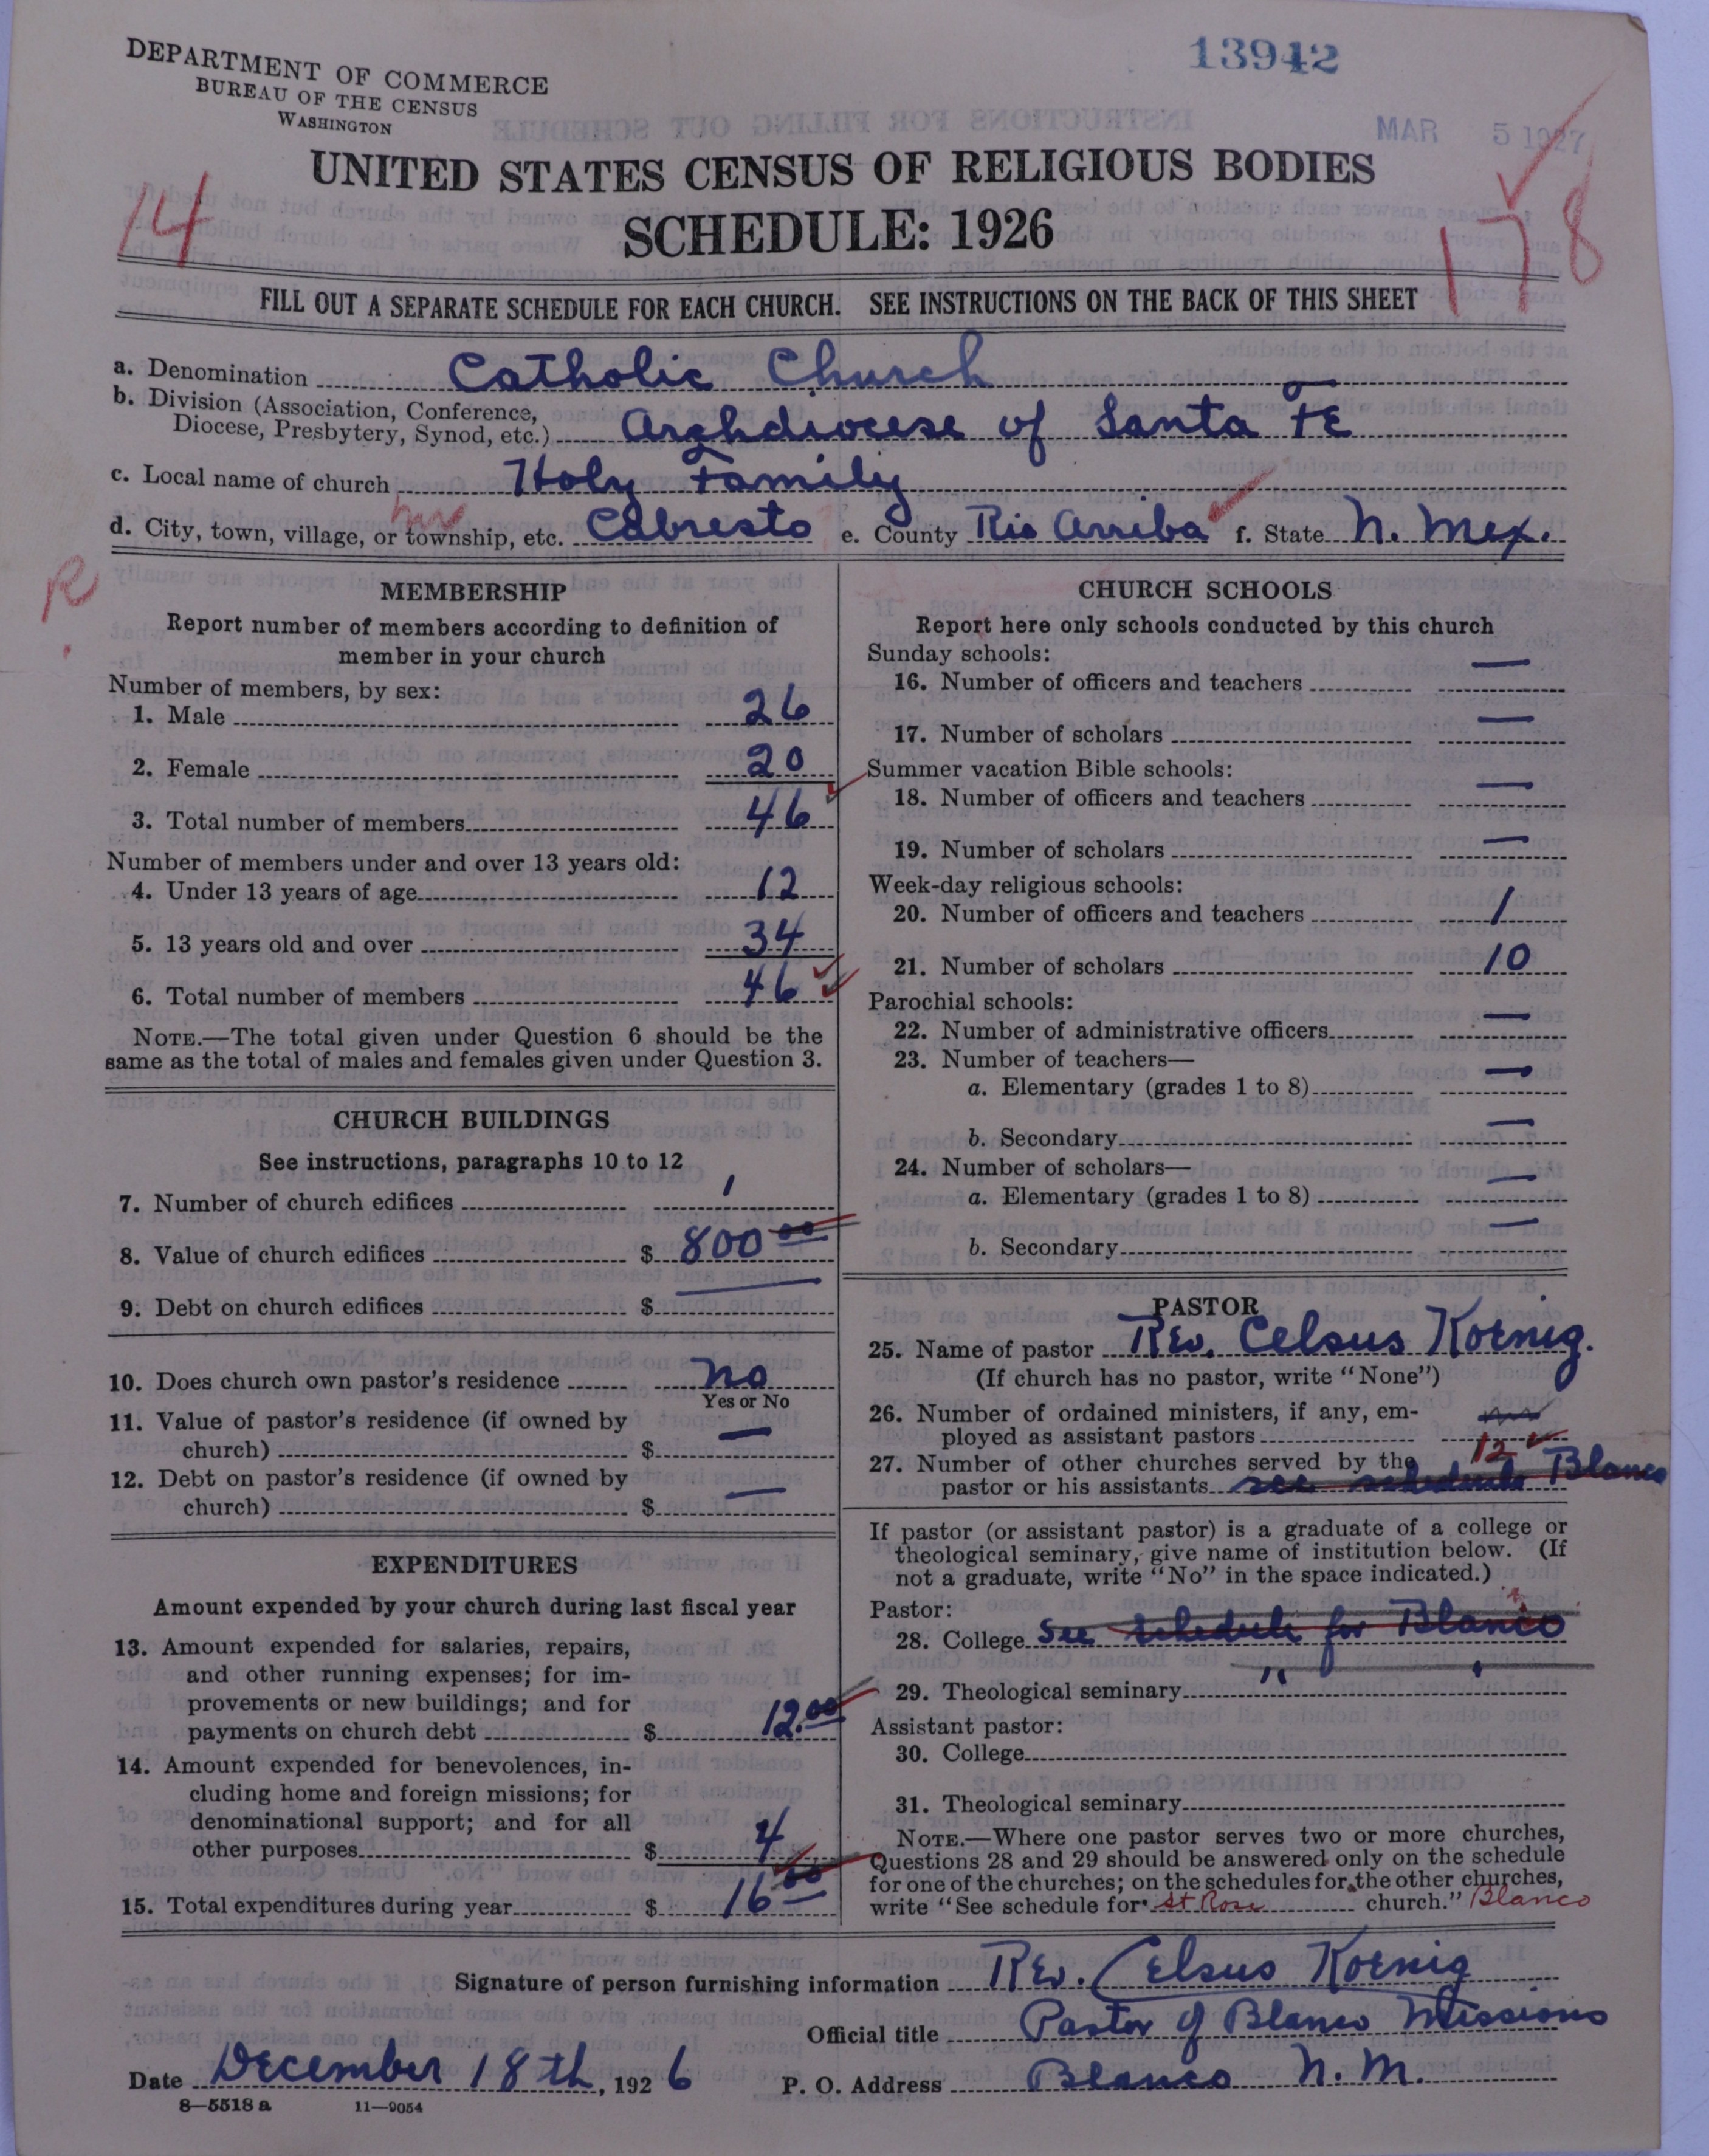 13942
DEPARTMENT OF COMMERCE
BUREAU OF THE CENSUS
WASHINGTON
MAR 5 1927
UNITED STATES CENSUS OF RELIGIOUS BODIES
SCHEDULE: 1926
14
178
FILL OUT A SEPARATE SCHEDULE FOR EACH CHURCH. SEE INSTRUCTIONS ON THE BACK OF THIS SHEET
a. Denomination Catholic Church
b. Division (Association, Conference,
Diocese, Presbytery, Synod, etc.) Archdiocese of Santa Fe
c. Local name of church Holy Family
d. City, town, village, or township, etc. Cabresto e. County Rio Arriba f. State N. Mex.
R
MEMBERSHIP
Report number of members according to definition of
member in your church
Number of members, by sex:
1. Male 26
2. Female 20
3. Total number of members 46
Number of members under and over 13 years old:
4. Under 13 years of age 12
5. 13 years old and over 34
6. Total number of members 46
NOTE.—The total given under Question 6 should be the
same as the total of males and females given under Question 3.
CHURCH BUILDINGS
See instructions, paragraphs 10 to 12
7. Number of church edifices 1
8. Value of church edifices $ 800 00
9. Debt on church edifices $ —
10. Does church own pastor's residence no
Yes or No
11. Value of pastor's residence (if owned by
church) $ —
12. Debt on pastor's residence (if owned by
church) $ —
EXPENDITURES
Amount expended by your church during last fiscal year
13. Amount expended for salaries, repairs,
and other running expenses; for im-
provements or new buildings; and for
payments on church debt $ 12.00
14. Amount expended for benevolences, in-
cluding home and foreign missions; for
denominational support; and for all
other purposes $ 4
15. Total expenditures during year $ 16 00
CHURCH SCHOOLS
Report here only schools conducted by this church
Sunday schools:
16. Number of officers and teachers —
17. Number of scholars —
Summer vacation Bible schools:
18. Number of officers and teachers —
19. Number of scholars —
Week-day religious schools:
20. Number of officers and teachers 1
21. Number of scholars 10
Parochial schools:
22. Number of administrative officers —
23. Number of teachers—
a. Elementary (grades 1 to 8) —
b. Secondary —
24. Number of scholars—
a. Elementary (grades 1 to 8) —
b. Secondary —
PASTOR
25. Name of pastor Rev. Celsus Koenig.
(If church has no pastor, write "None")
26. Number of ordained ministers, if any, em-
ployed as assistant pastors
27. Number of other churches served by the 12
pastor or his assistants see schedule Blanco
If pastor (or assistant pastor) is a graduate of a college or
theological seminary, give name of institution below. (If
not a graduate, write "No" in the space indicated.)
Pastor:
28. College See schedule for Blanco
29. Theological seminary " "
Assistant pastor:
30. College
31. Theological seminary
NOTE.—Where one pastor serves two or more churches,
Questions 28 and 29 should be answered only on the schedule
for one of the churches; on the schedules for the other churches,
write "See schedule for St Rose church." Blanco
Signature of person furnishing information Rev. Celsus Koenig
Official title Pastor of Blanco Missions
Date December 18th, 1926 P. O. Address Blanco N. M.
8—5518 a 11—9054